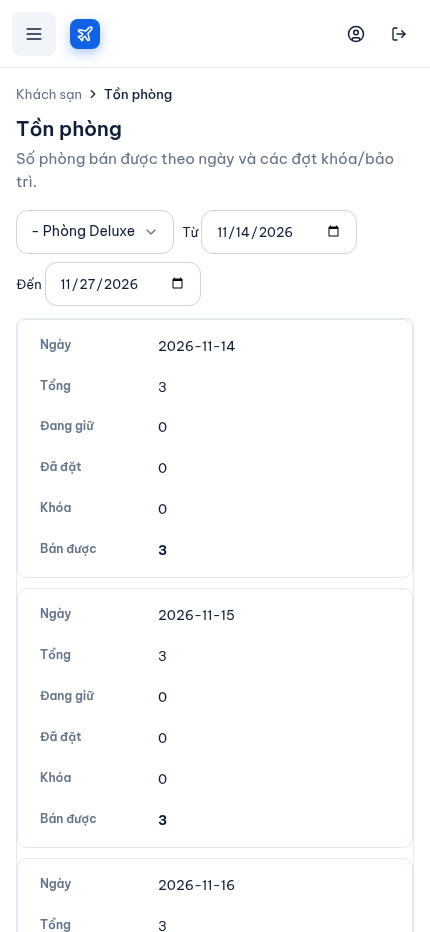 Khách sạn > Tồn phòng
Tồn phòng
Số phòng bán được theo ngày và các đợt khóa/bảo
trì.
- Phòng Deluxe Từ 11/14/2026
Đến 11/27/2026
Ngày 2026-11-14
Tổng 3
Đang giữ 0
Đã đặt 0
Khóa 0
Bán được 3
Ngày 2026-11-15
Tổng 3
Đang giữ 0
Đã đặt 0
Khóa 0
Bán được 3
Ngày 2026-11-16
Tổng 3